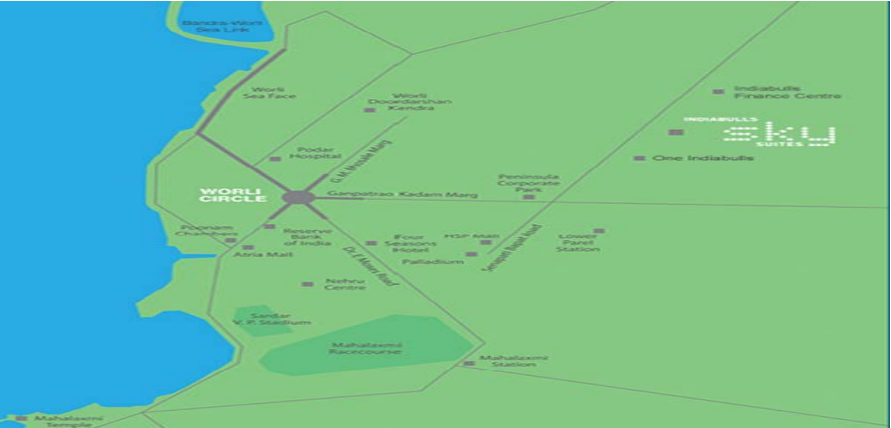 Bandra-Worli
Sea Link
Worli
Sea Face
Worli
Doordarshan
Kendra
Indiabulls
Finance Centre
INDIABULLS
sky
SUITES
One Indiabulls
Podar
Hospital
G.M. Bhosale Marg
WORLI
CIRCLE
Ganpatrao Kadam Marg
Peninsula
Corporate
Park
Poonam
Chambers
Reserve
Bank
of India
Atria Mall
Four
Seasons
Hotel
HSP Mall
Palladium
Senapati Bapat Road
Lower
Parel
Station
Dr. E Moses Road
Nehru
Centre
Sardar
V. P. Stadium
Mahalaxmi
Racecourse
Mahalaxmi
Station
Mahalaxmi
Temple